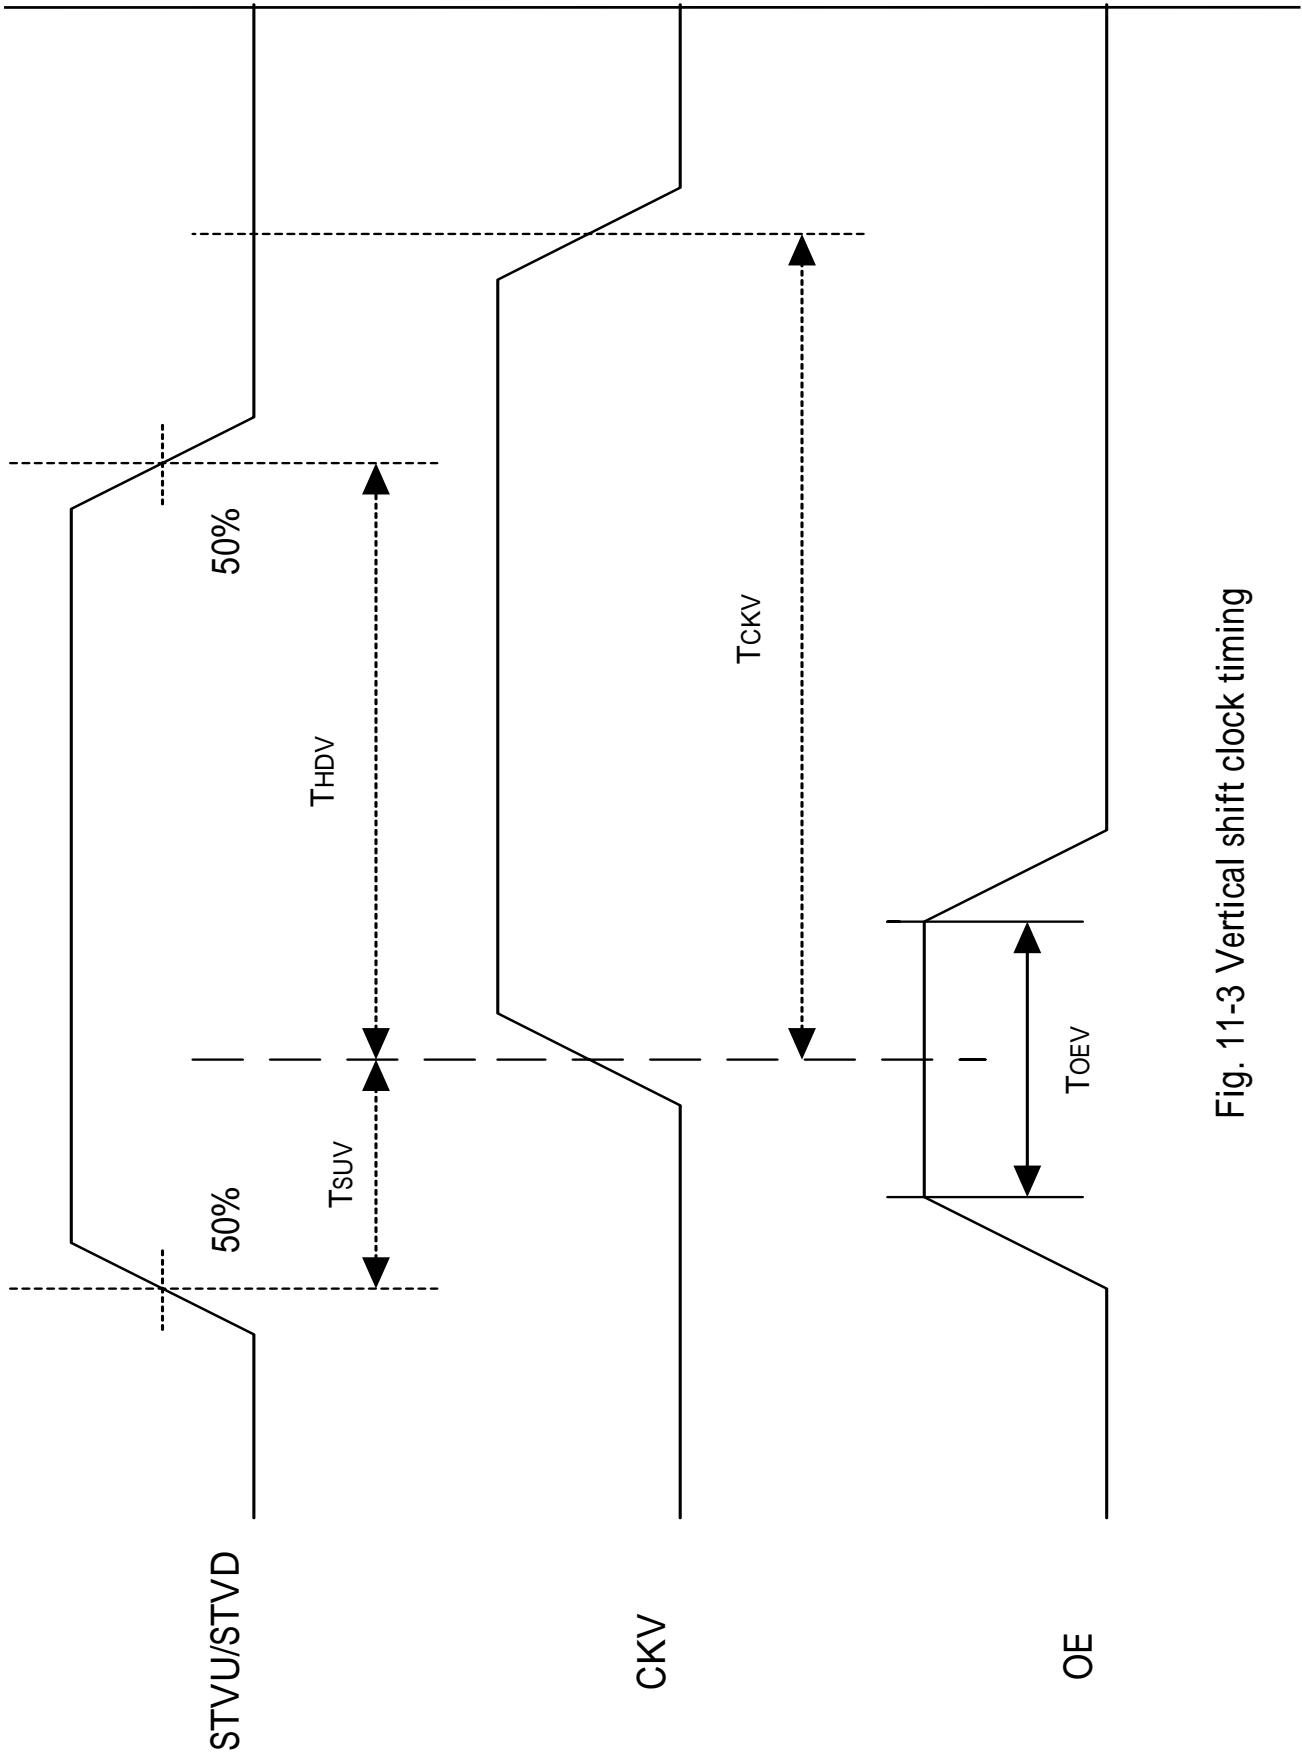 STVU/STVD
50%
50%
TSUV
THDV
CKV
TCKV
OE
TOEV
Fig. 11-3 Vertical shift clock timing